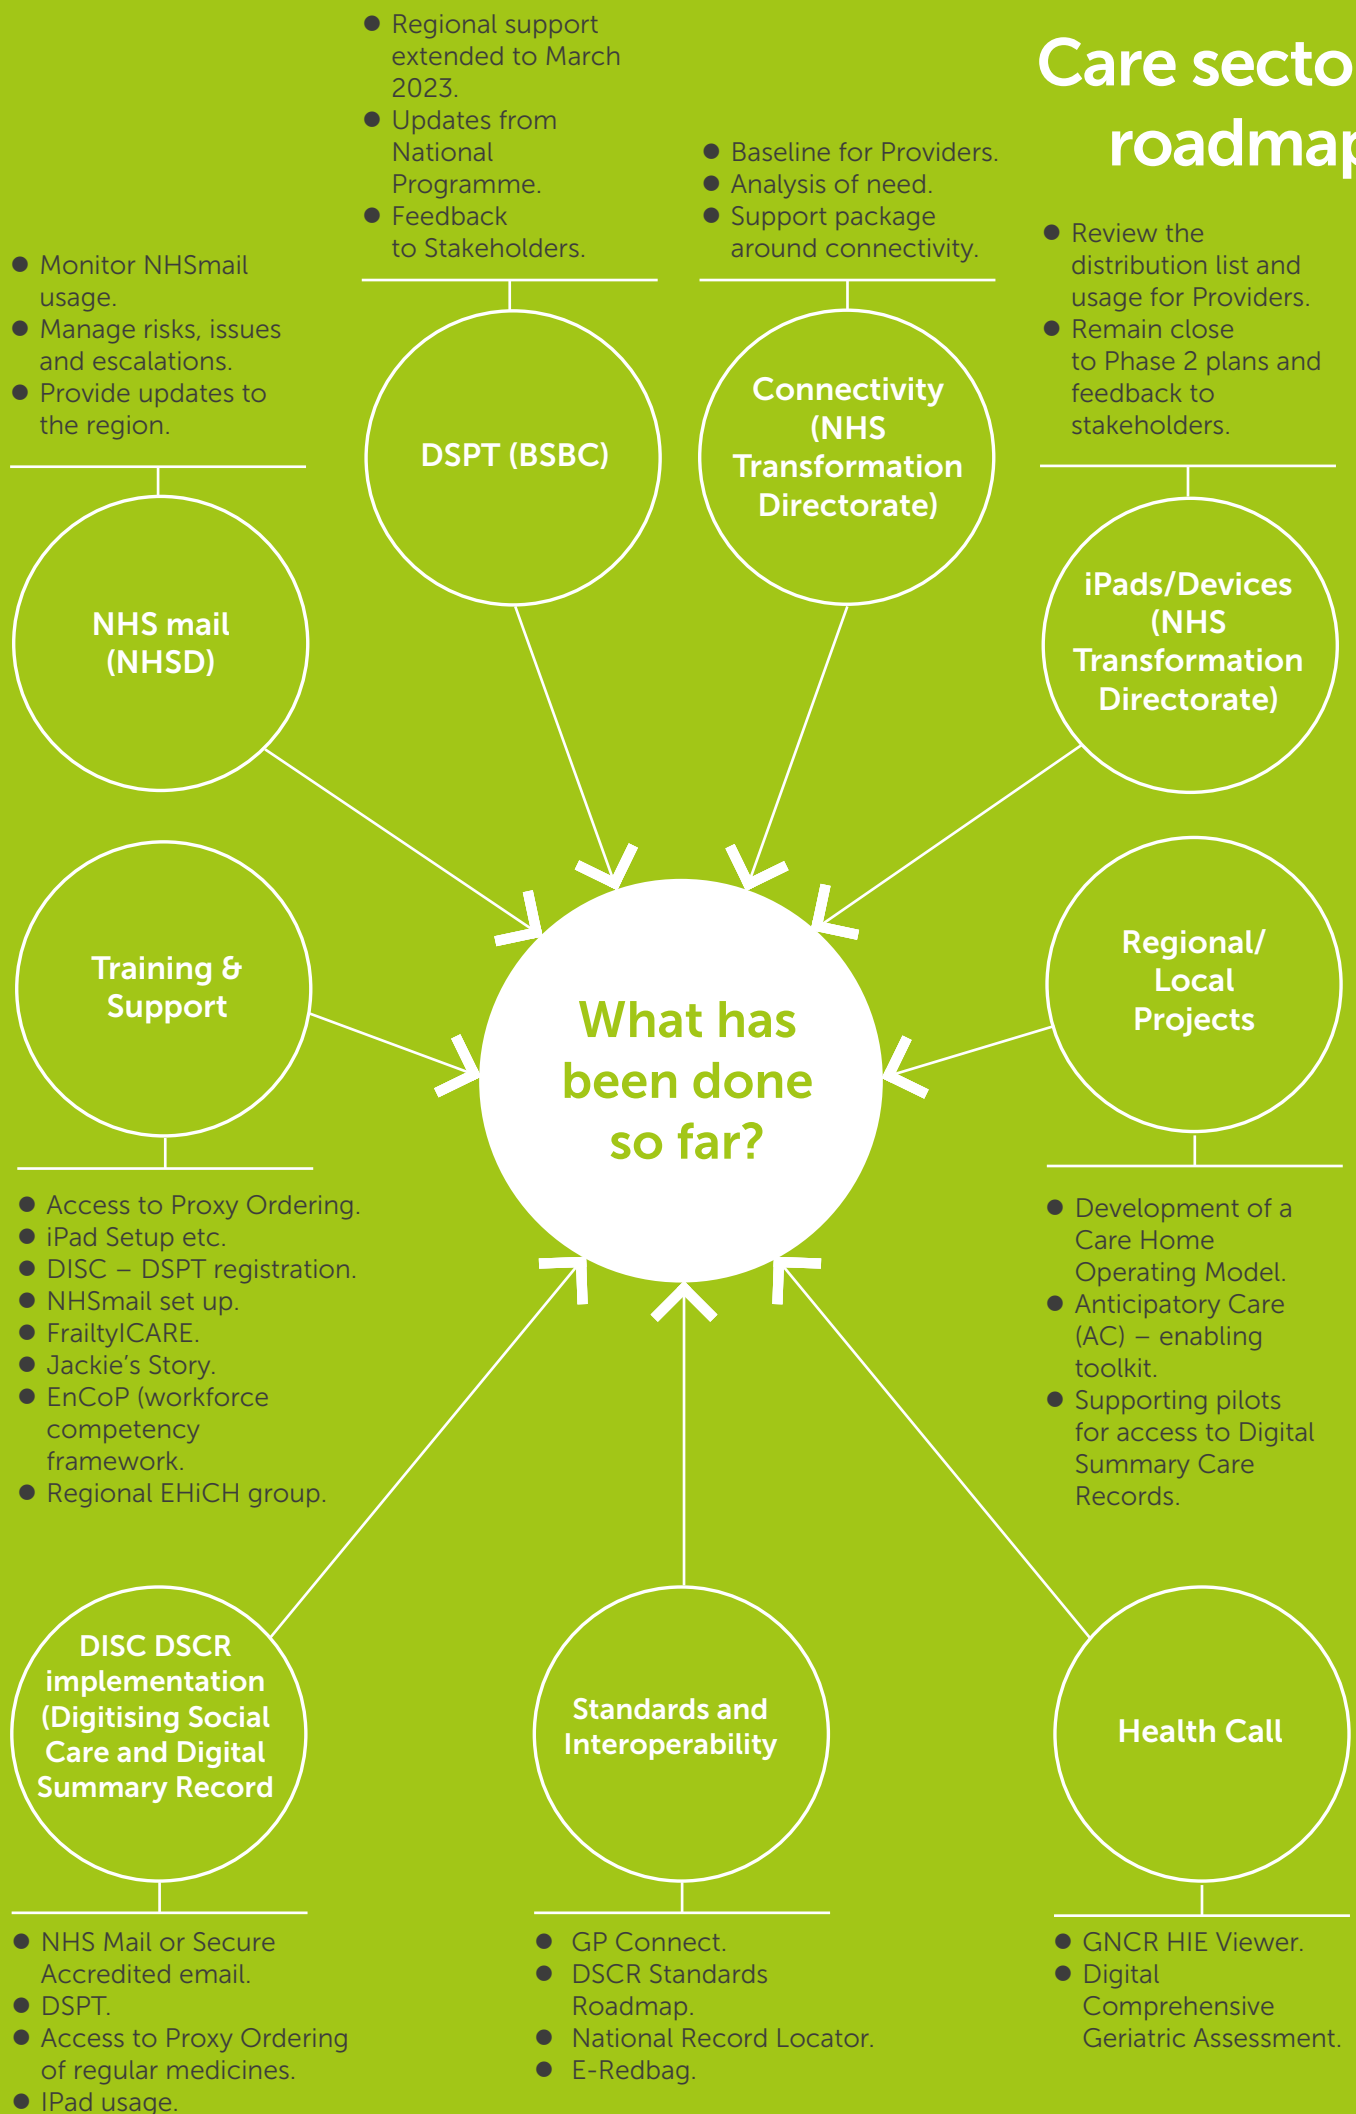 Care secto
roadmap
● Regional support
extended to March
2023.
● Updates from
National
Programme.
● Feedback
to Stakeholders.
● Baseline for Providers.
● Analysis of need.
● Support package
around connectivity.
● Review the
distribution list and
usage for Providers.
● Remain close
to Phase 2 plans and
feedback to
stakeholders.
● Monitor NHSmail
usage.
● Manage risks, issues
and escalations.
● Provide updates to
the region.
DSPT (BSBC)
Connectivity
(NHS
Transformation
Directorate)
iPads/Devices
(NHS
Transformation
Directorate)
NHS mail
(NHSD)
Training &
Support
What has
been done
so far?
Regional/
Local
Projects
● Access to Proxy Ordering.
● iPad Setup etc.
● DISC – DSPT registration.
● NHSmail set up.
● FrailtyICARE.
● Jackie's Story.
● EnCoP (workforce
competency
framework.
● Regional EHiCH group.
● Development of a
Care Home
Operating Model.
● Anticipatory Care
(AC) – enabling
toolkit.
● Supporting pilots
for access to Digital
Summary Care
Records.
DISC DSCR
implementation
(Digitising Social
Care and Digital
Summary Record
Standards and
Interoperability
Health Call
● NHS Mail or Secure
Accredited email.
● DSPT.
● Access to Proxy Ordering
of regular medicines.
● IPad usage.
● GP Connect.
● DSCR Standards
Roadmap.
● National Record Locator.
● E-Redbag.
● GNCR HIE Viewer.
● Digital
Comprehensive
Geriatric Assessment.